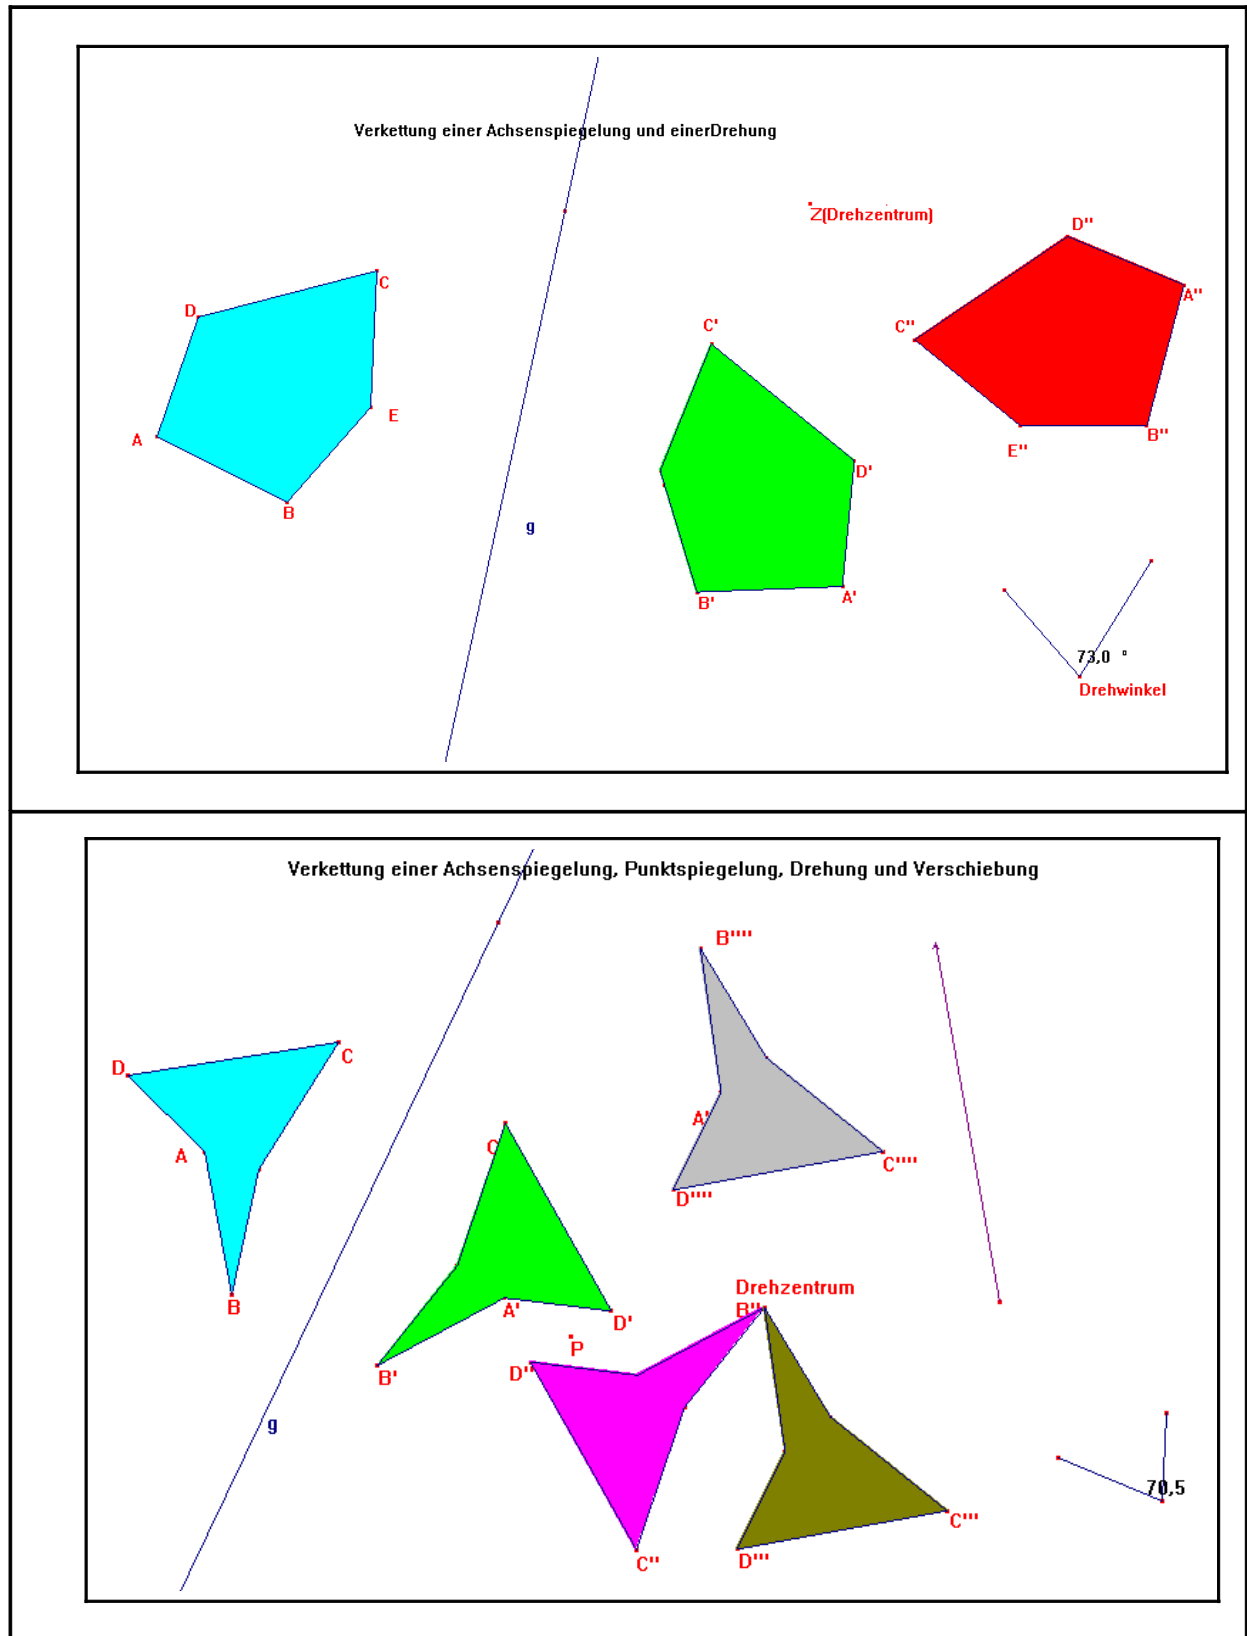 Verkettung einer Achsenspiegelung und einerDrehung
Z(Drehzentrum)
D"
C
A"
D
C'
C"
E
A
B"
E"
D'
B
g
B'
A'
73,0 °
Drehwinkel
Verkettung einer Achsenspiegelung, Punktspiegelung, Drehung und Verschiebung
B""
C
D
A'
C
A
C""
D""
Drehzentrum
B
A'
B"
D'
P
B'
D"
g
70,5
C'''
C"
D'''